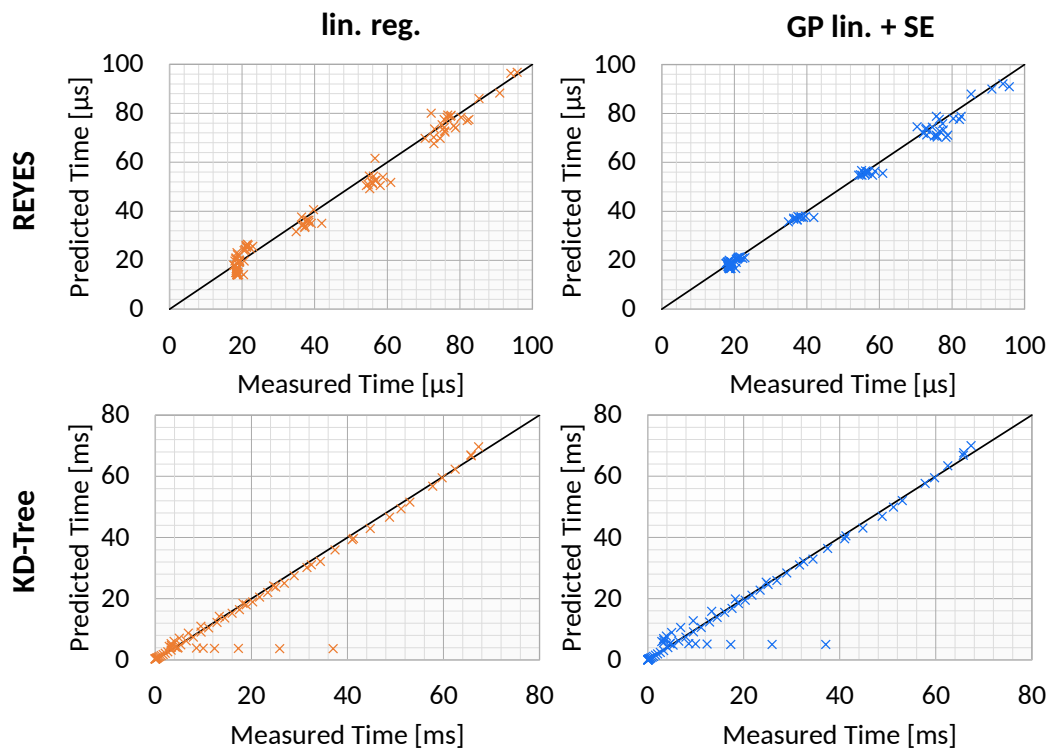 lin. reg.
GP lin. + SE
REYES
Predicted Time [µs]
100
80
60
40
20
0
0 20 40 60 80 100
Measured Time [µs]
Predicted Time [µs]
100
80
60
40
20
0
0 20 40 60 80 100
Measured Time [µs]
KD-Tree
Predicted Time [ms]
80
60
40
20
0
0 20 40 60 80
Measured Time [ms]
Predicted Time [ms]
80
60
40
20
0
0 20 40 60 80
Measured Time [ms]